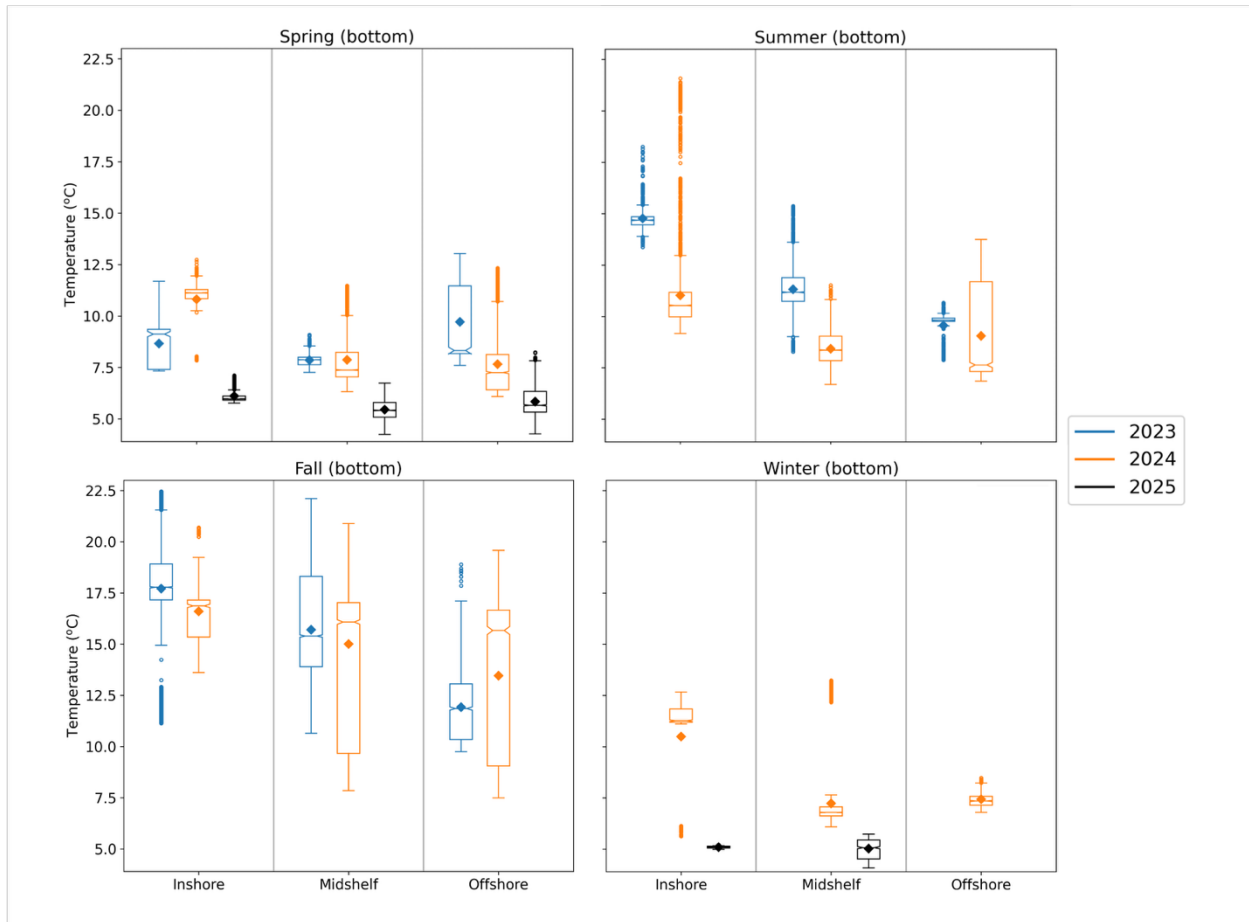 Spring (bottom)
Summer (bottom)
22.5
20.0
17.5
15.0
12.5
10.0
7.5
5.0
Temperature (°C)
2023
2024
2025
Fall (bottom)
Winter (bottom)
22.5
20.0
17.5
15.0
12.5
10.0
7.5
5.0
Temperature (°C)
Inshore Midshelf Offshore
Inshore Midshelf Offshore